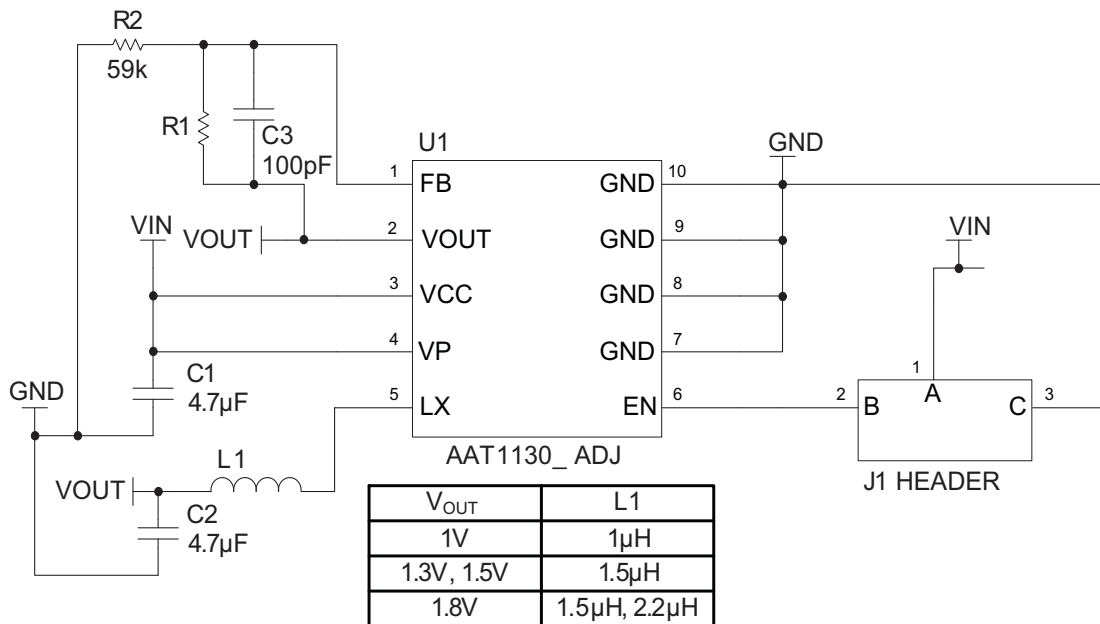 R2
59k
R1
C3
100pF
U1
GND
1
FB
GND
10
VIN
VOUT
2
VOUT
GND
9
VIN
3
VCC
GND
8
4
VP
GND
7
C1
4.7µF
GND
5
LX
EN
6
1
2
B
A
C
3
AAT1130_ ADJ
J1 HEADER
L1
VOUT
C2
4.7µF
VOUT L1
1V 1µH
1.3V, 1.5V 1.5µH
1.8V 1.5µH, 2.2µH